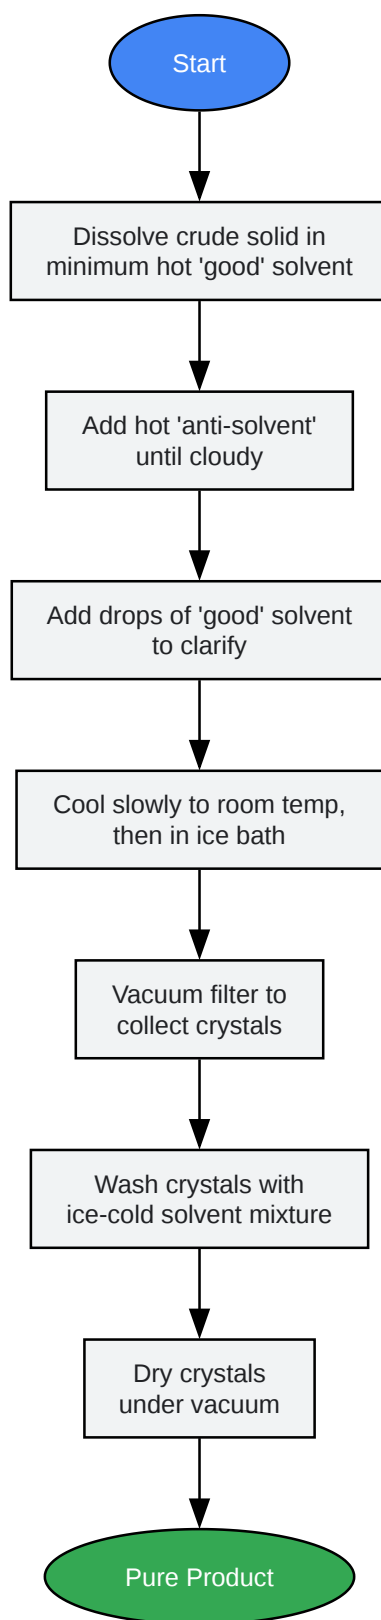 Start
Dissolve crude solid in
minimum hot 'good' solvent
Add hot 'anti-solvent'
until cloudy
Add drops of 'good' solvent
to clarify
Cool slowly to room temp,
then in ice bath
Vacuum filter to
collect crystals
Wash crystals with
ice-cold solvent mixture
Dry crystals
under vacuum
Pure Product